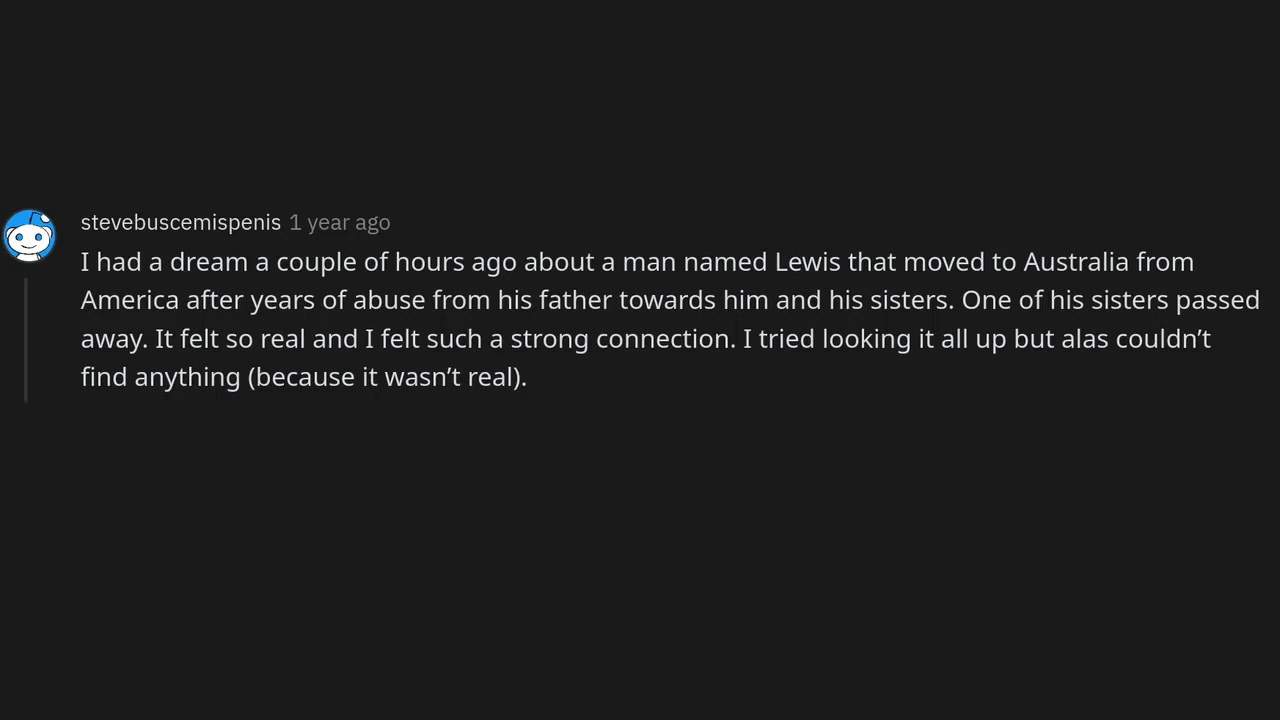 stevebuscemispenis 1 year ago
I had a dream a couple of hours ago about a man named Lewis that moved to Australia from
America after years of abuse from his father towards him and his sisters. One of his sisters passed
away. It felt so real and I felt such a strong connection. I tried looking it all up but alas couldn’t
find anything (because it wasn’t real).